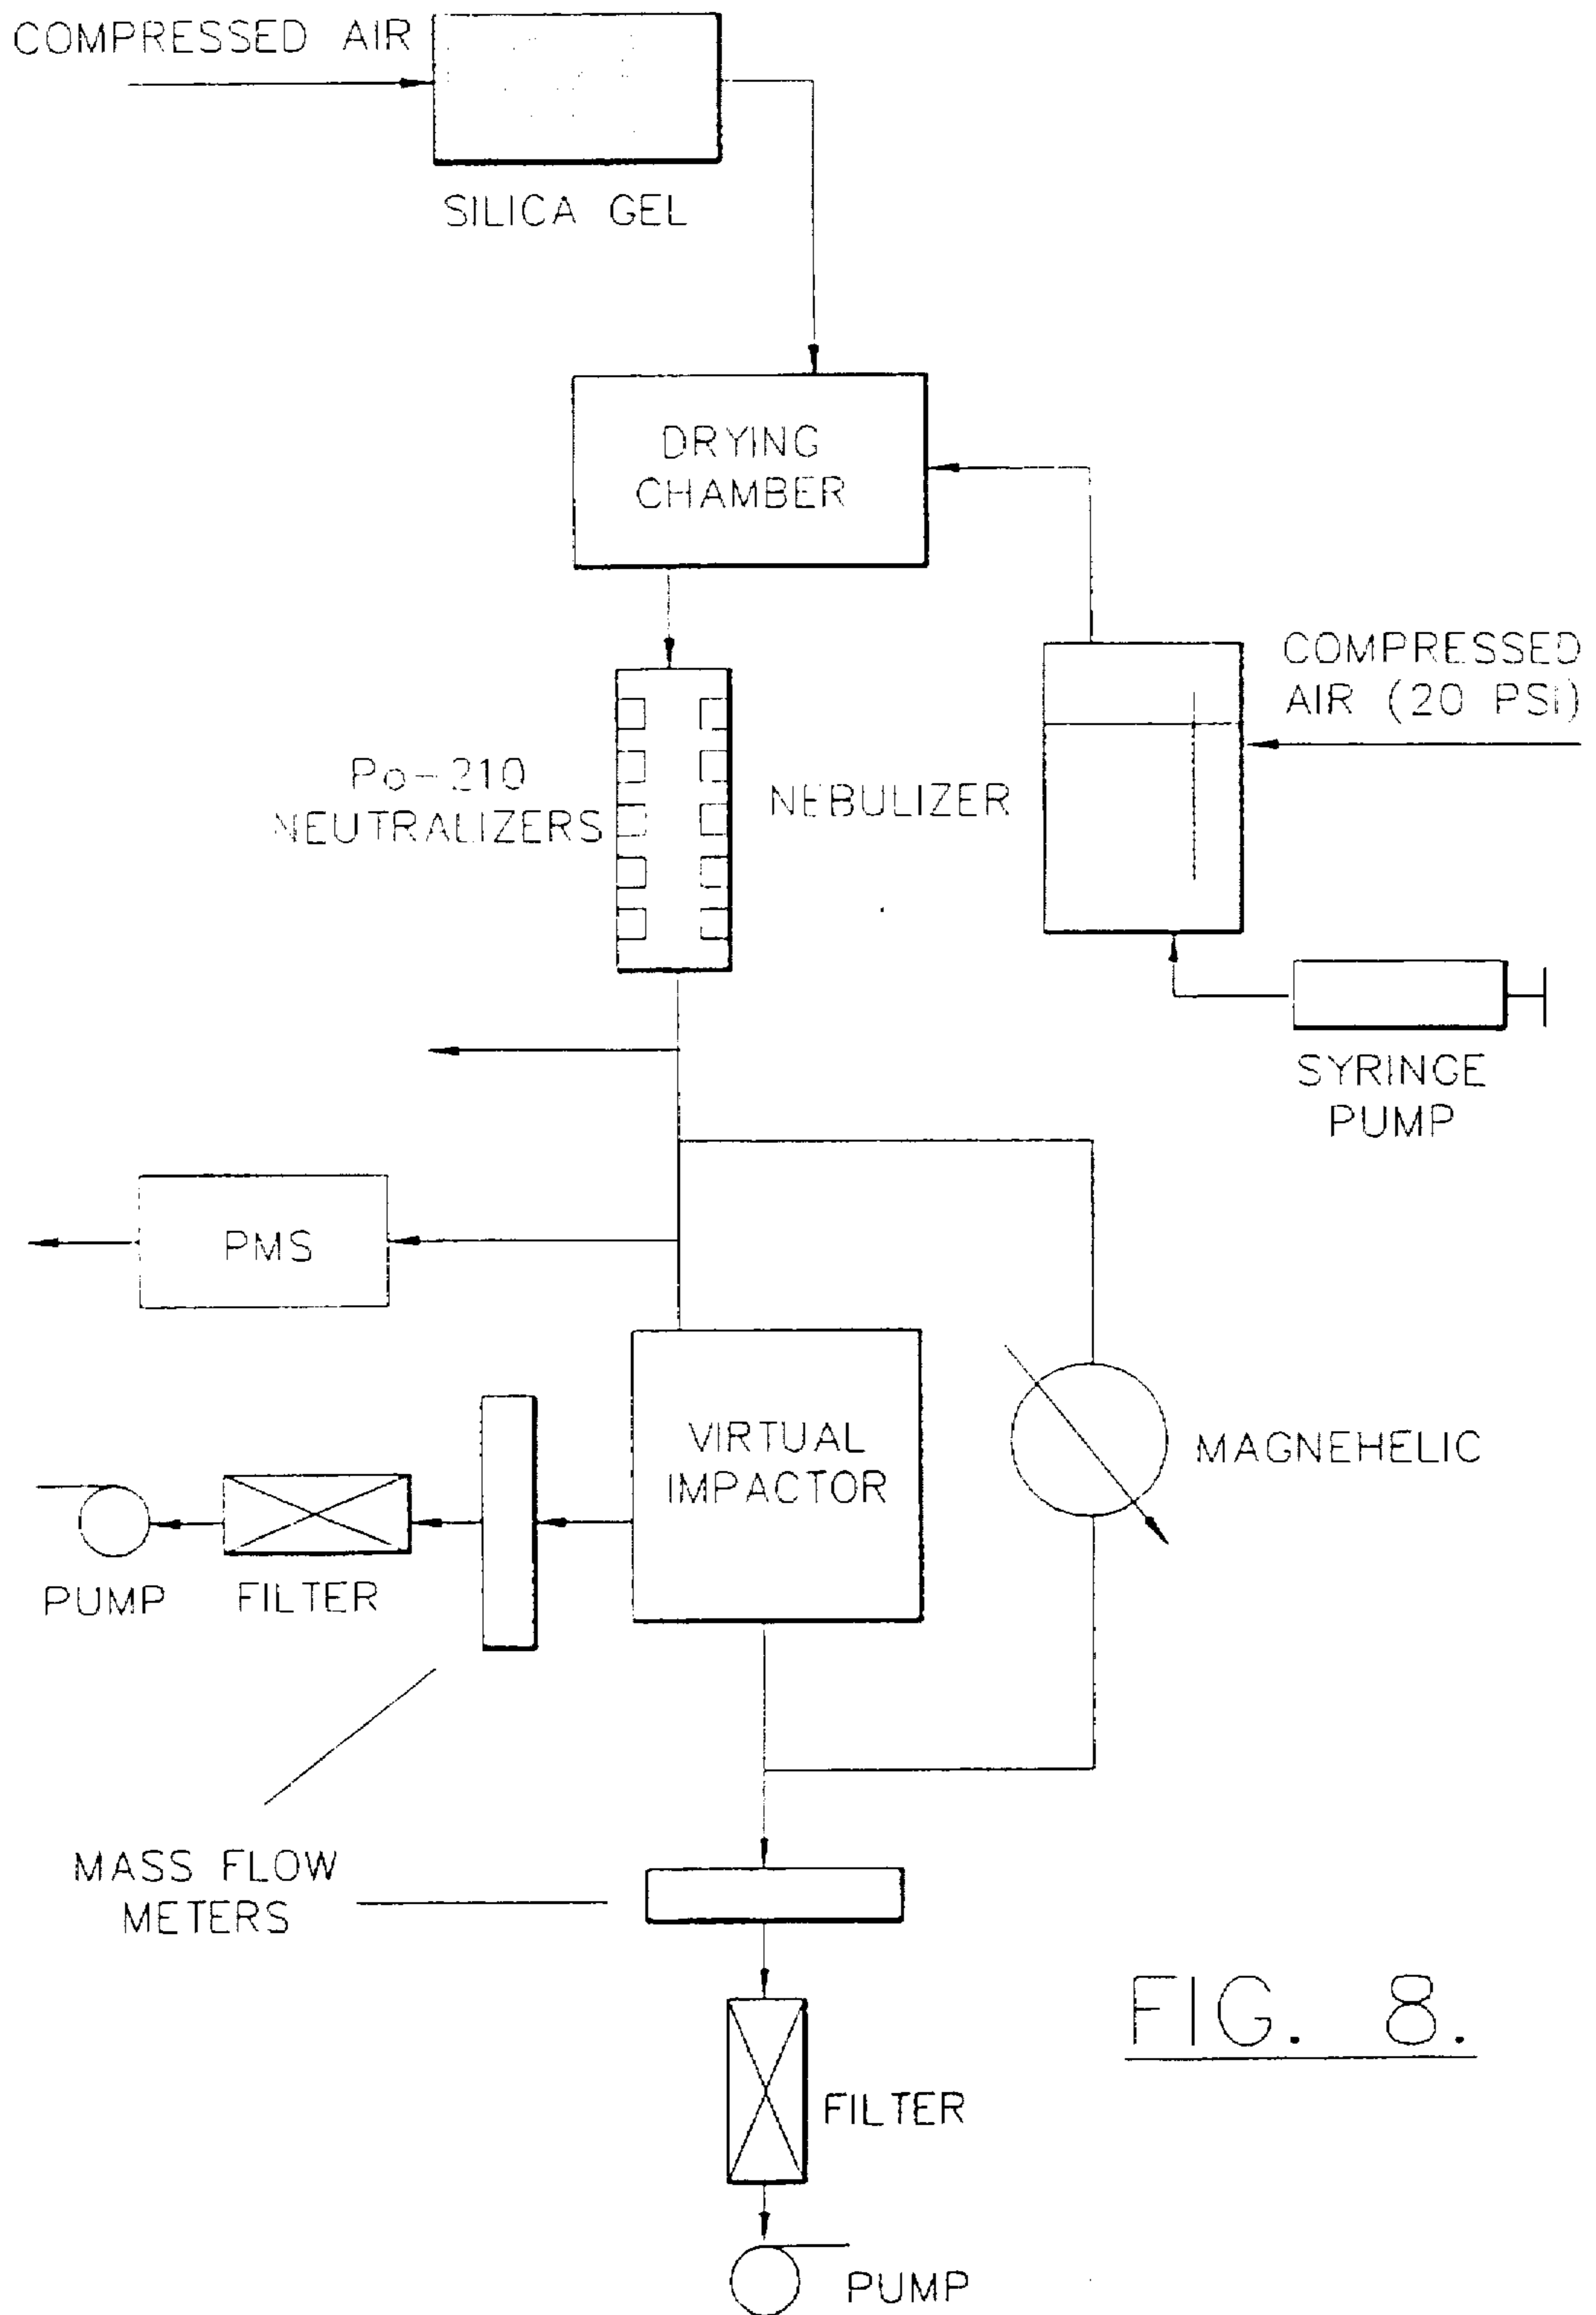 COMPRESSED AIR
SILICA GEL
DRYING
CHAMBER
COMPRESSED
AIR (20 PSI)
Po-210
NEUTRALIZERS
NEBULIZER
SYRINGE
PUMP
PMS
VIRTUAL
IMPACTOR
MAGNEHELIC
PUMP
FILTER
MASS FLOW
METERS
FIG. 8.
FILTER
PUMP